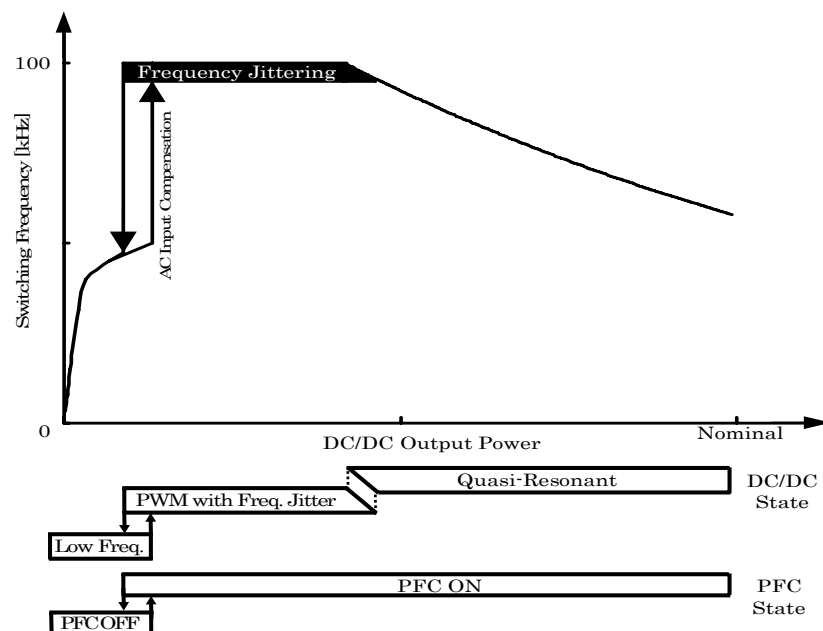 100
Frequency Jittering
Switching Frequency [kHz]
AC Input Compensation
0
DC/DC Output Power
Nominal
Quasi-Resonant
DC/DC
State
PWM with Freq. Jitter
Low Freq.
PFC ON
PFC
State
PFC OFF